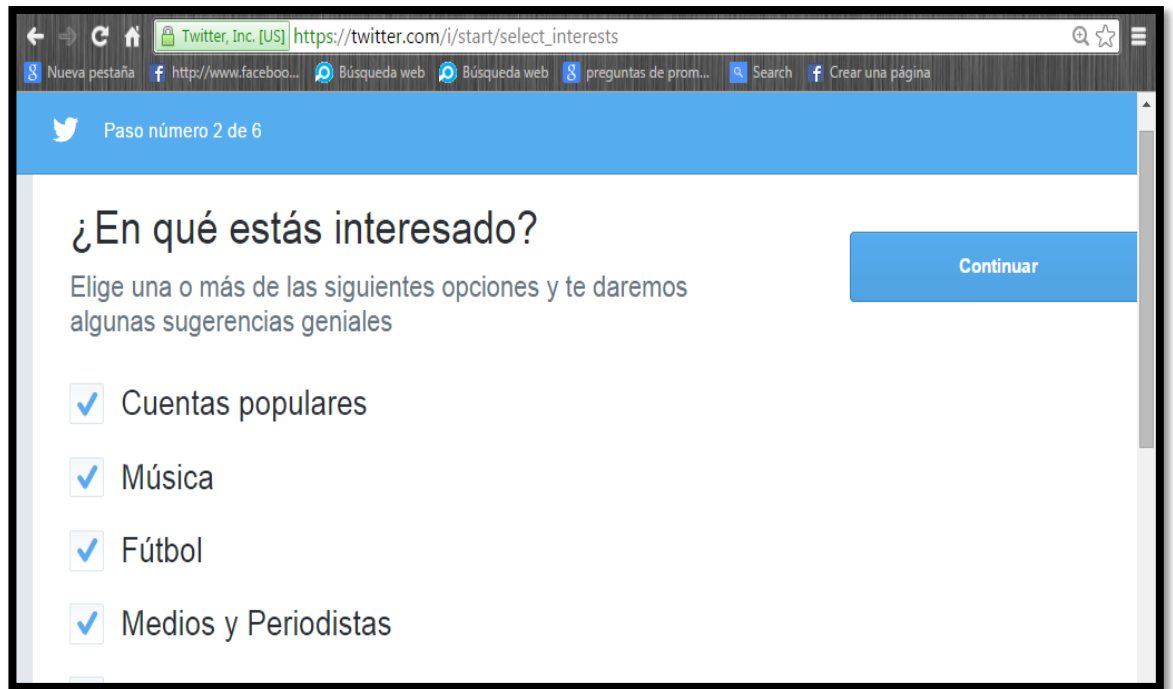 Twitter, Inc. [US] https://twitter.com/i/start/select_interests
Nueva pestaña http://www.faceboo... Búsqueda web Búsqueda web preguntas de prom... Search Crear una página
Paso número 2 de 6
¿En qué estás interesado?
Continuar
Elige una o más de las siguientes opciones y te daremos
algunas sugerencias geniales
Cuentas populares
Música
Fútbol
Medios y Periodistas